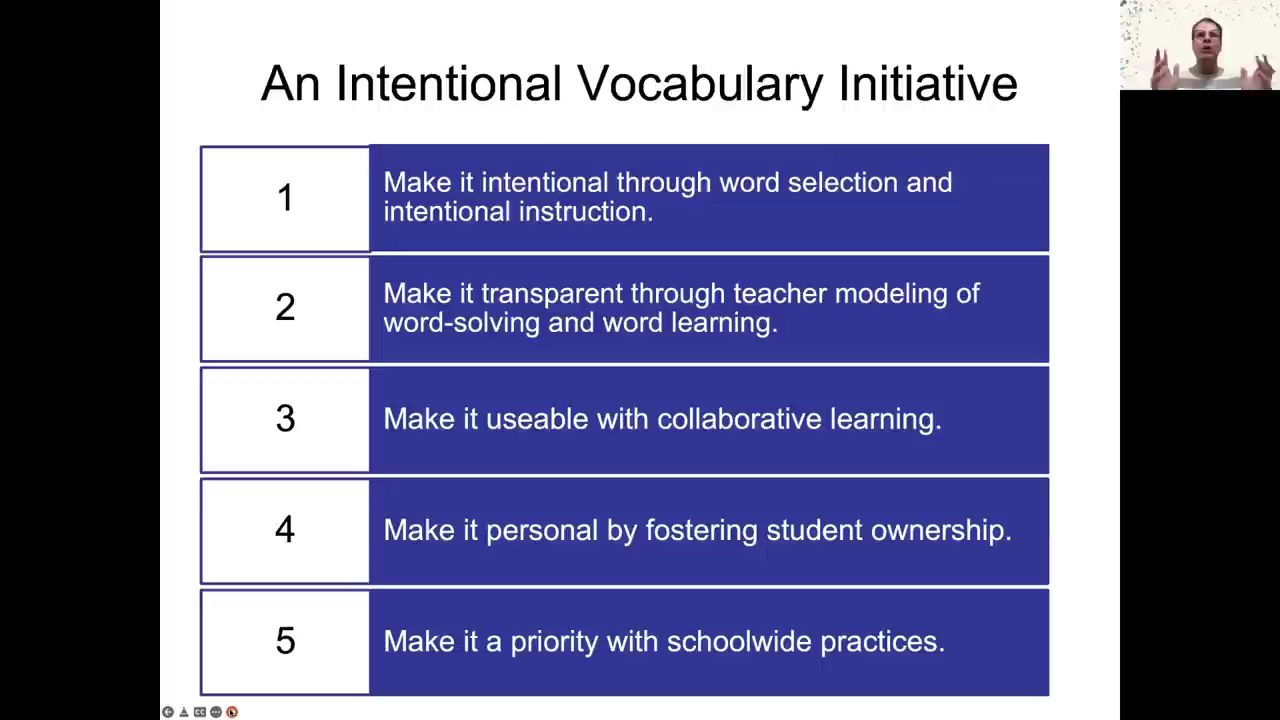 An Intentional Vocabulary Initiative
1
Make it intentional through word selection and
intentional instruction.
2
Make it transparent through teacher modeling of
word-solving and word learning.
3
Make it useable with collaborative learning.
4
Make it personal by fostering student ownership.
5
Make it a priority with schoolwide practices.
CC